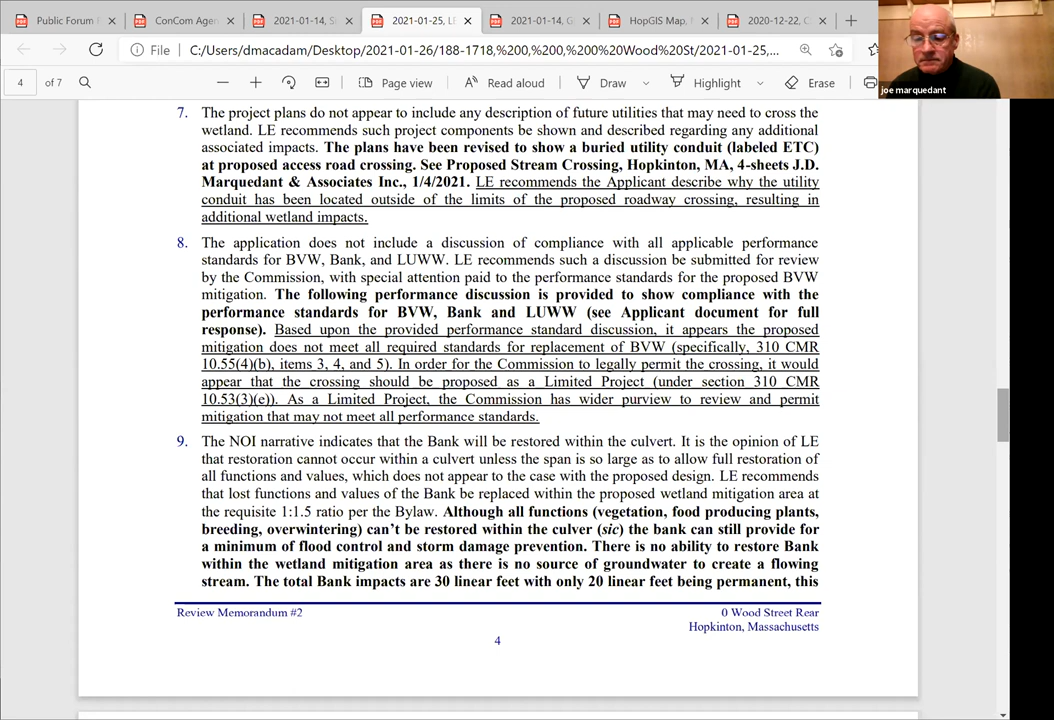 Public Forum
ConCom Agen
2021-01-14, S
2021-01-25, LE
2021-01-14, G
HopGIS Map,
2020-12-22, C
File
C:/Users/dmacadam/Desktop/2021-01-26/188-1718,%200,%200,%200%20Wood%20St/2021-01-25,...
joe marquedant
4 of 7
Page view
Read aloud
Draw
Highlight
Erase
7. The project plans do not appear to include any description of future utilities that may need to cross the
wetland. LE recommends such project components be shown and described regarding any additional
associated impacts. The plans have been revised to show a buried utility conduit (labeled ETC)
at proposed access road crossing. See Proposed Stream Crossing, Hopkinton, MA, 4-sheets J.D.
Marquedant & Associates Inc., 1/4/2021. LE recommends the Applicant describe why the utility
conduit has been located outside of the limits of the proposed roadway crossing, resulting in
additional wetland impacts.
8. The application does not include a discussion of compliance with all applicable performance
standards for BVW, Bank, and LUWW. LE recommends such a discussion be submitted for review
by the Commission, with special attention paid to the performance standards for the proposed BVW
mitigation. The following performance discussion is provided to show compliance with the
performance standards for BVW, Bank and LUWW (see Applicant document for full
response). Based upon the provided performance standard discussion, it appears the proposed
mitigation does not meet all required standards for replacement of BVW (specifically, 310 CMR
10.55(4)(b), items 3, 4, and 5). In order for the Commission to legally permit the crossing, it would
appear that the crossing should be proposed as a Limited Project (under section 310 CMR
10.53(3)(e)). As a Limited Project, the Commission has wider purview to review and permit
mitigation that may not meet all performance standards.
9. The NOI narrative indicates that the Bank will be restored within the culvert. It is the opinion of LE
that restoration cannot occur within a culvert unless the span is so large as to allow full restoration of
all functions and values, which does not appear to the case with the proposed design. LE recommends
that lost functions and values of the Bank be replaced within the proposed wetland mitigation area at
the requisite 1:1.5 ratio per the Bylaw. Although all functions (vegetation, food producing plants,
breeding, overwintering) can’t be restored within the culver (sic) the bank can still provide for
a minimum of flood control and storm damage prevention. There is no ability to restore Bank
within the wetland mitigation area as there is no source of groundwater to create a flowing
stream. The total Bank impacts are 30 linear feet with only 20 linear feet being permanent, this
Review Memorandum #2
0 Wood Street Rear
Hopkinton, Massachusetts
4